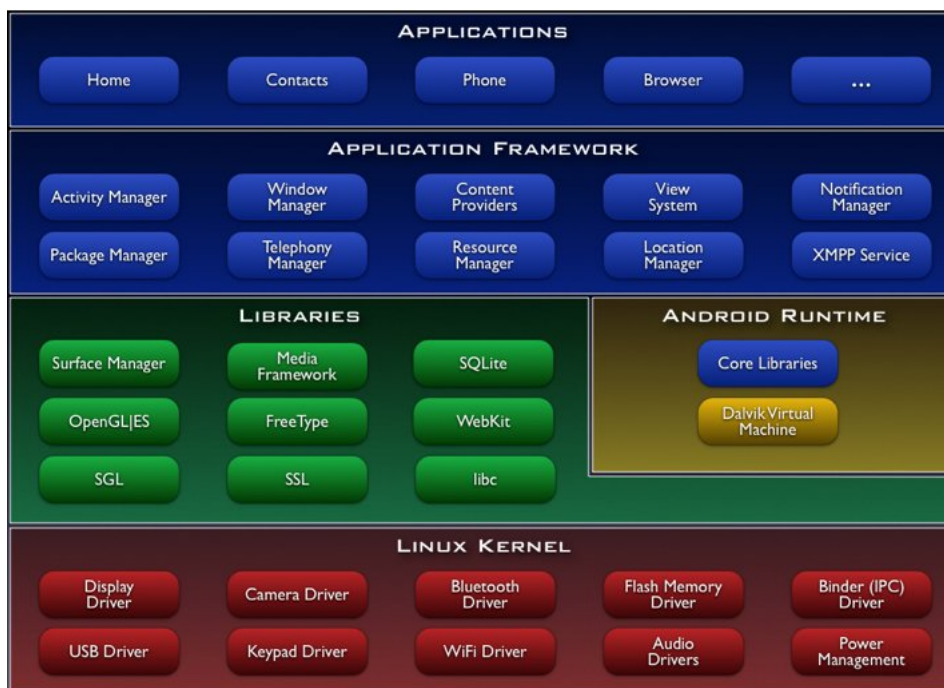 APPLICATIONS
Home
Contacts
Phone
Browser
...
APPLICATION FRAMEWORK
Activity Manager
Window
Manager
Content
Providers
View
System
Notification
Manager
Package Manager
Telephony
Manager
Resource
Manager
Location
Manager
XMPP Service
LIBRARIES
Surface Manager
Media
Framework
SQLite
OpenGL|ES
FreeType
WebKit
SGL
SSL
libc
ANDROID RUNTIME
Core Libraries
Dalvik Virtual
Machine
LINUX KERNEL
Display
Driver
Camera Driver
Bluetooth
Driver
Flash Memory
Driver
Binder (IPC)
Driver
USB Driver
Keypad Driver
WiFi Driver
Audio
Drivers
Power
Management